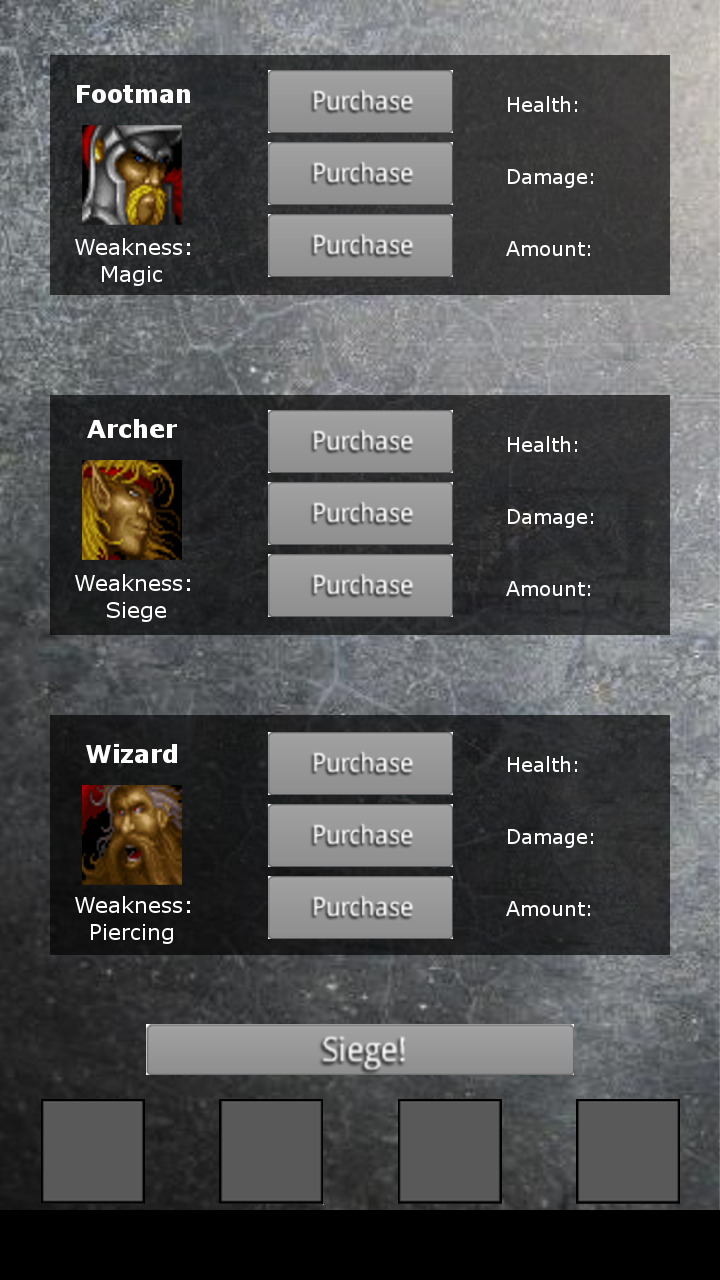 Footman
Purchase
Health:
Purchase
Damage:
Purchase
Amount:
Weakness:
Magic
Archer
Purchase
Health:
Purchase
Damage:
Purchase
Amount:
Weakness:
Siege
Wizard
Purchase
Health:
Purchase
Damage:
Purchase
Amount:
Weakness:
Piercing
Siege!